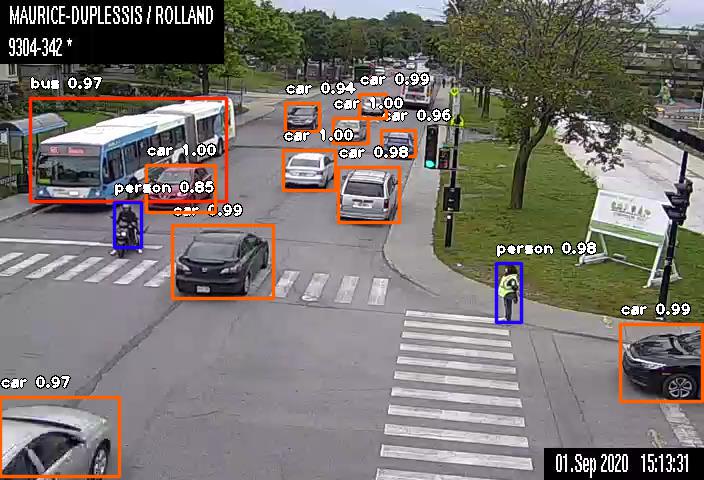 MAURICE-DUPLESSIS / ROLLAND
9304-342 *
bus 0.97
car 0.94
car 0.99
car 1.00
car 0.96
car 1.00
car 0.98
car 1.00
person 0.85
car 0.99
person 0.98
car 0.99
car 0.97
01.Sep 2020 15:13:31